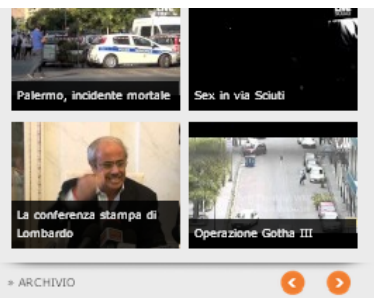 Palermo, incidente mortale
Sex in via Sciuti
La conferenza stampa di
Lombardo
Operazione Gotha III
» ARCHIVIO